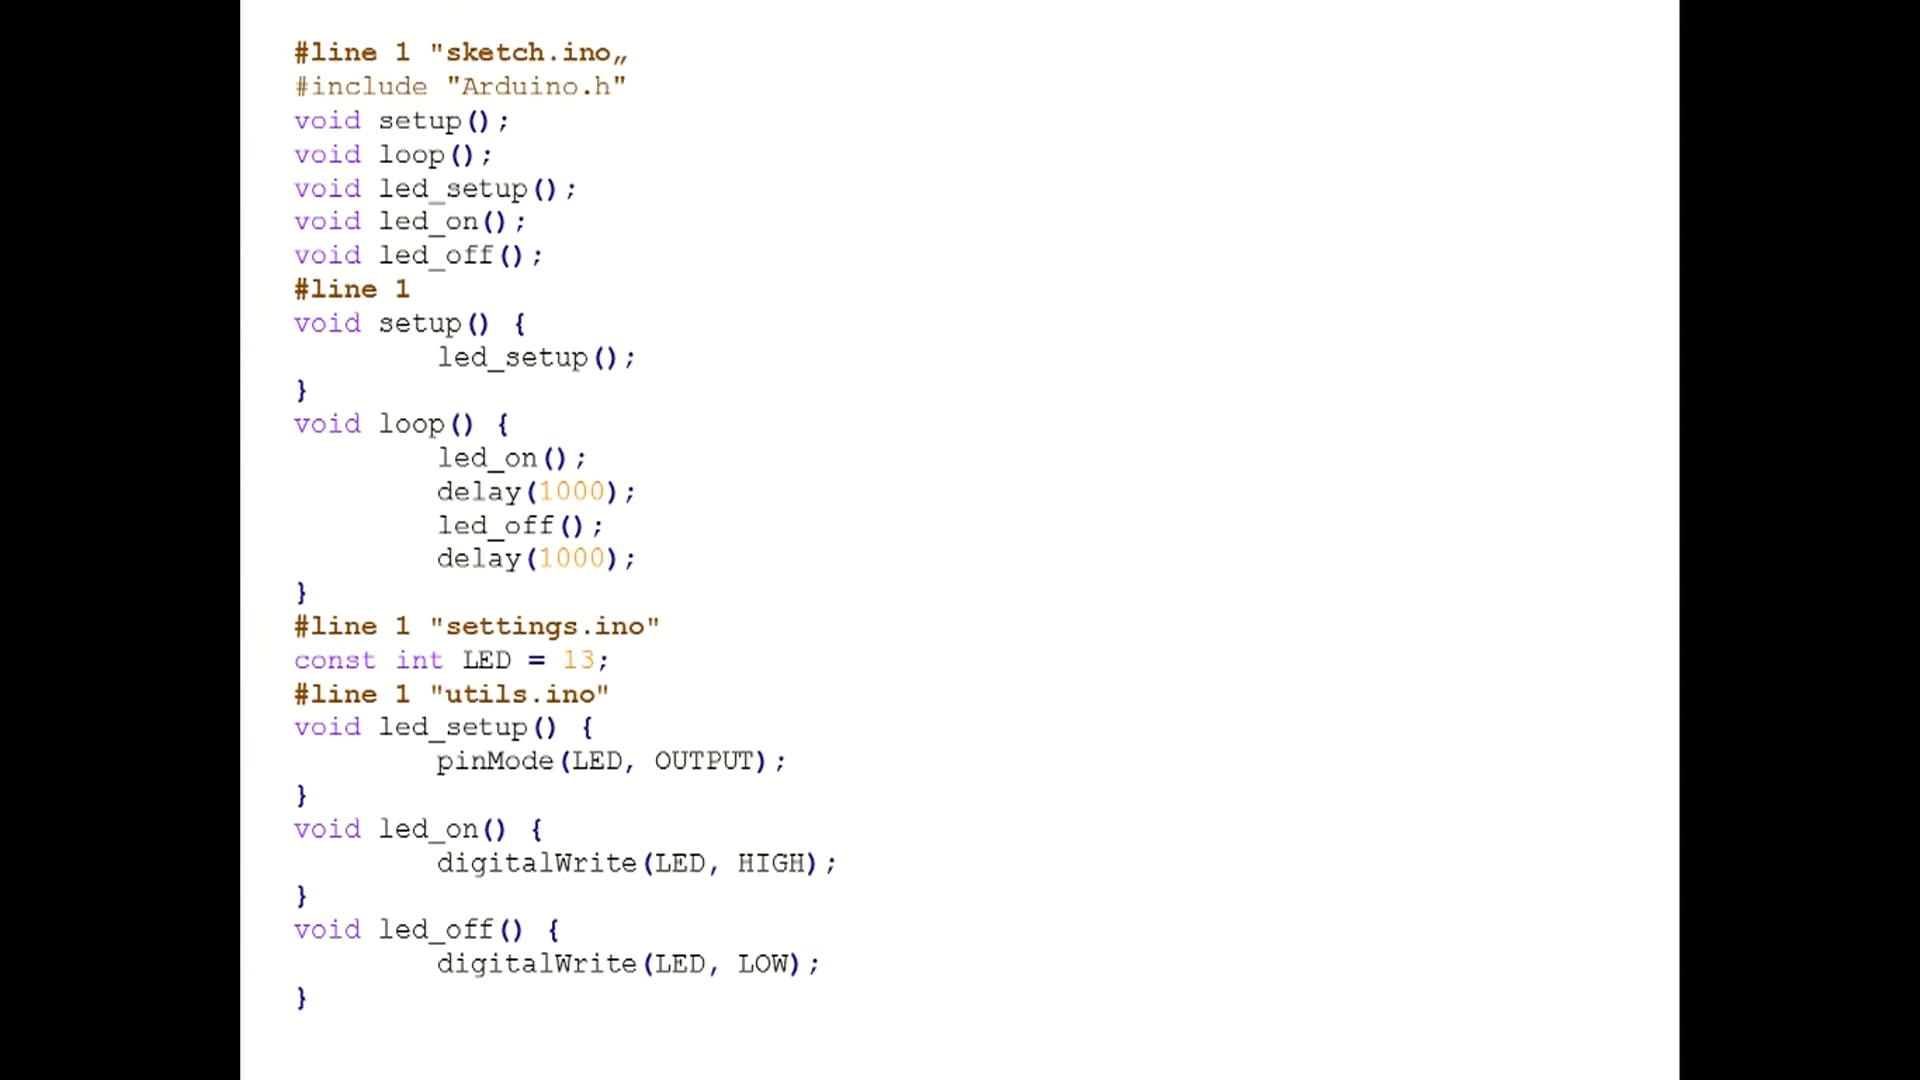 #line 1 "sketch.ino„
#include "Arduino.h"
void setup();
void loop();
void led_setup();
void led_on();
void led_off();
#line 1
void setup() {
led_setup();
}
void loop() {
led_on();
delay(1000);
led_off();
delay(1000);
}
#line 1 "settings.ino"
const int LED = 13;
#line 1 "utils.ino"
void led_setup() {
pinMode(LED, OUTPUT);
}
void led_on() {
digitalWrite(LED, HIGH);
}
void led_off() {
digitalWrite(LED, LOW);
}